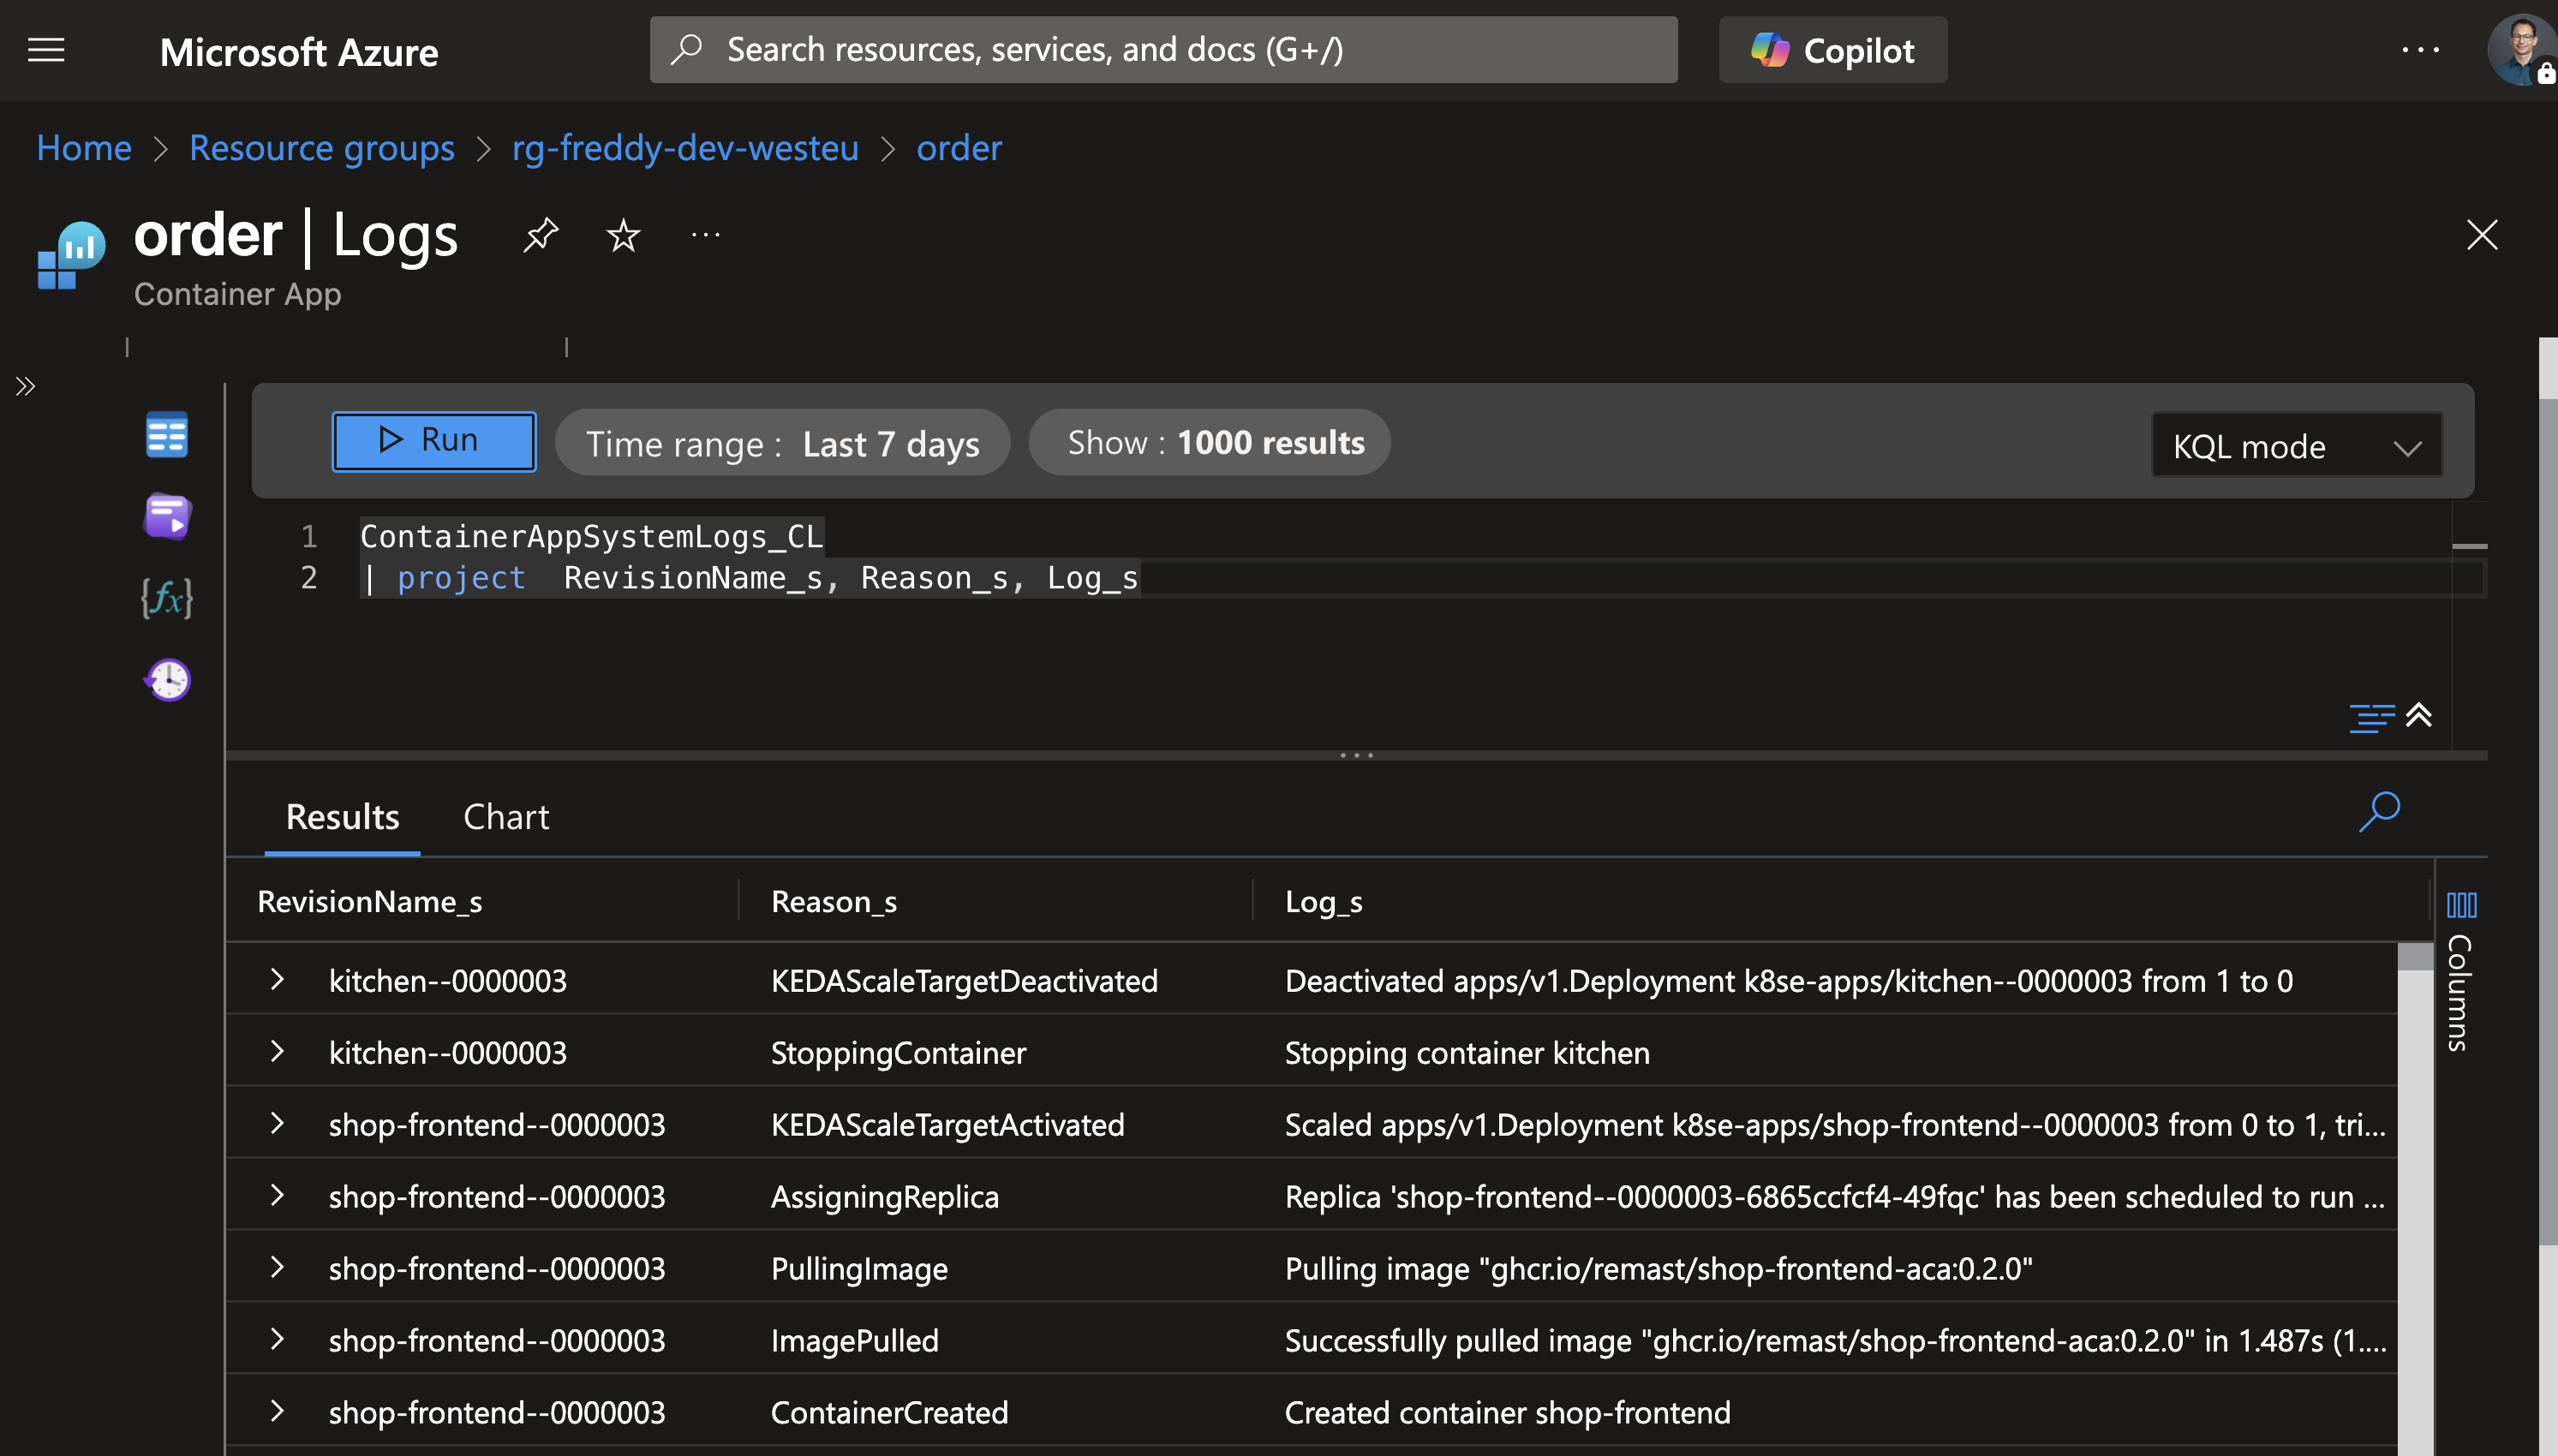 Microsoft Azure
Search resources, services, and docs (G+/)
Copilot
Home > Resource groups > rg-freddy-dev-westeu > order
order | Logs
Container App
Run
Time range : Last 7 days
Show : 1000 results
KQL mode
1 ContainerAppSystemLogs_CL
2 | project  RevisionName_s, Reason_s, Log_s
{fx}
Results
Chart
RevisionName_s Reason_s Log_s
kitchen--0000003 KEDAScaleTargetDeactivated Deactivated apps/v1.Deployment k8se-apps/kitchen--0000003 from 1 to 0
kitchen--0000003 StoppingContainer Stopping container kitchen
shop-frontend--0000003 KEDAScaleTargetActivated Scaled apps/v1.Deployment k8se-apps/shop-frontend--0000003 from 0 to 1, tri...
shop-frontend--0000003 AssigningReplica Replica 'shop-frontend--0000003-6865ccfcf4-49fqc' has been scheduled to run ...
shop-frontend--0000003 PullingImage Pulling image "ghcr.io/remast/shop-frontend-aca:0.2.0"
shop-frontend--0000003 ImagePulled Successfully pulled image "ghcr.io/remast/shop-frontend-aca:0.2.0" in 1.487s (1....
shop-frontend--0000003 ContainerCreated Created container shop-frontend
Columns